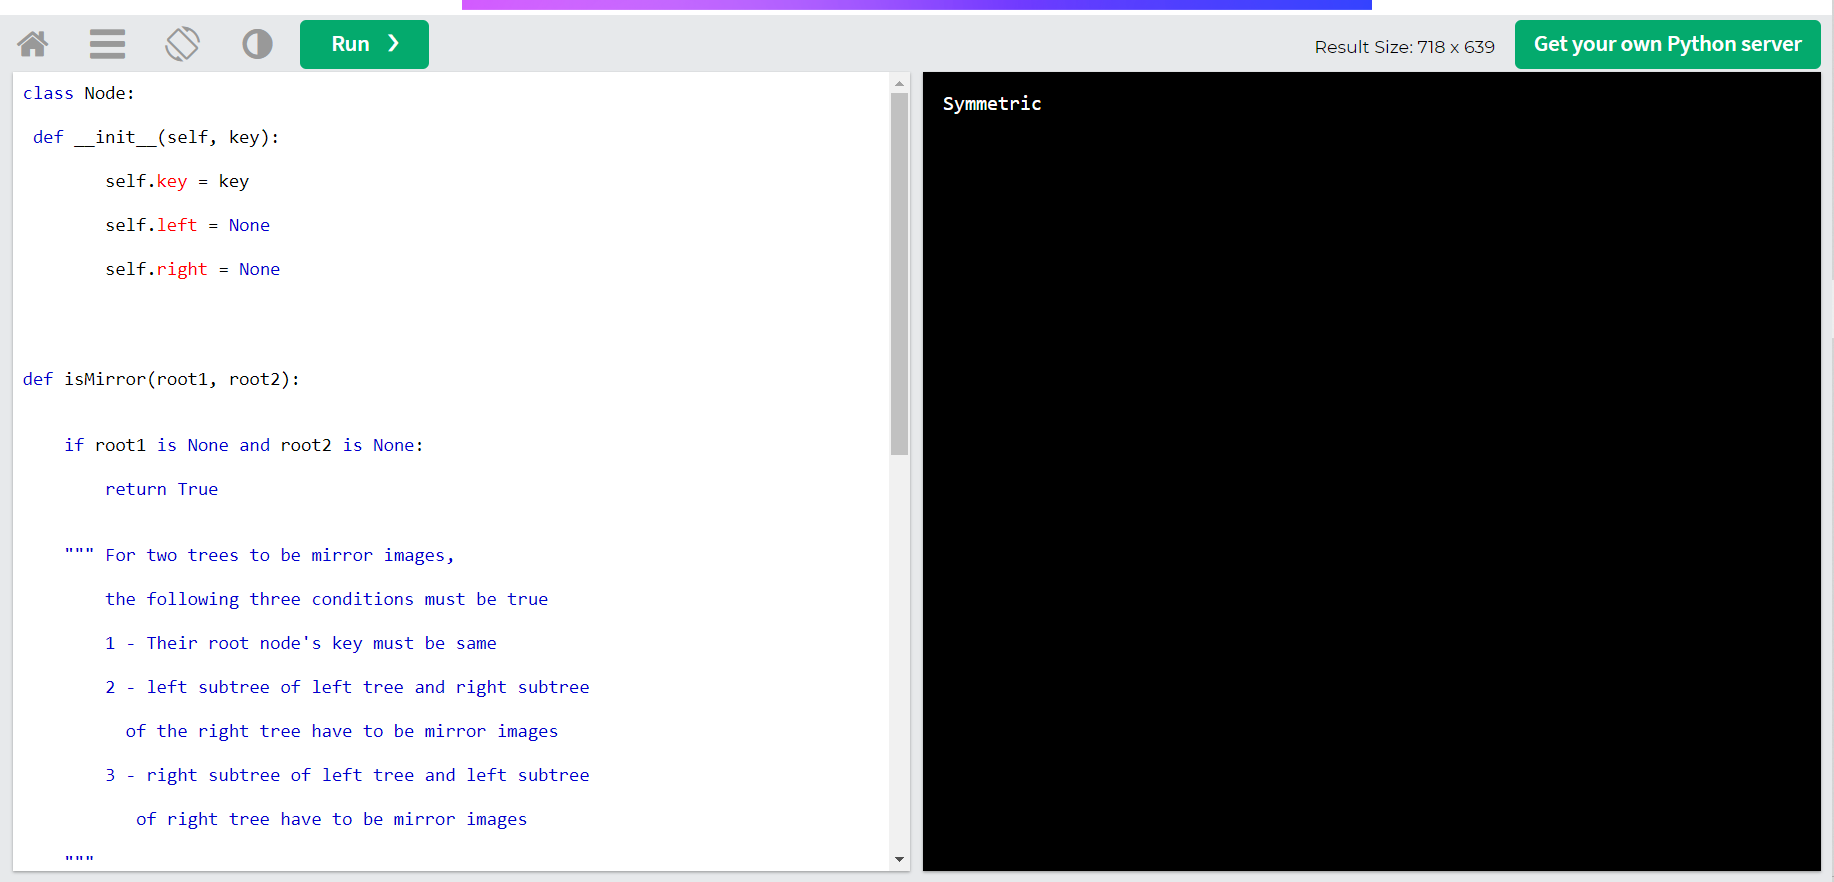 Run ❯
Result Size: 718 x 639
Get your own Python server
class Node:
def __init__(self, key):
self.key = key
self.left = None
self.right = None
def isMirror(root1, root2):
if root1 is None and root2 is None:
return True
""" For two trees to be mirror images,
the following three conditions must be true
1 - Their root node's key must be same
2 - left subtree of left tree and right subtree
of the right tree have to be mirror images
3 - right subtree of left tree and left subtree
of right tree have to be mirror images
"""
Symmetric